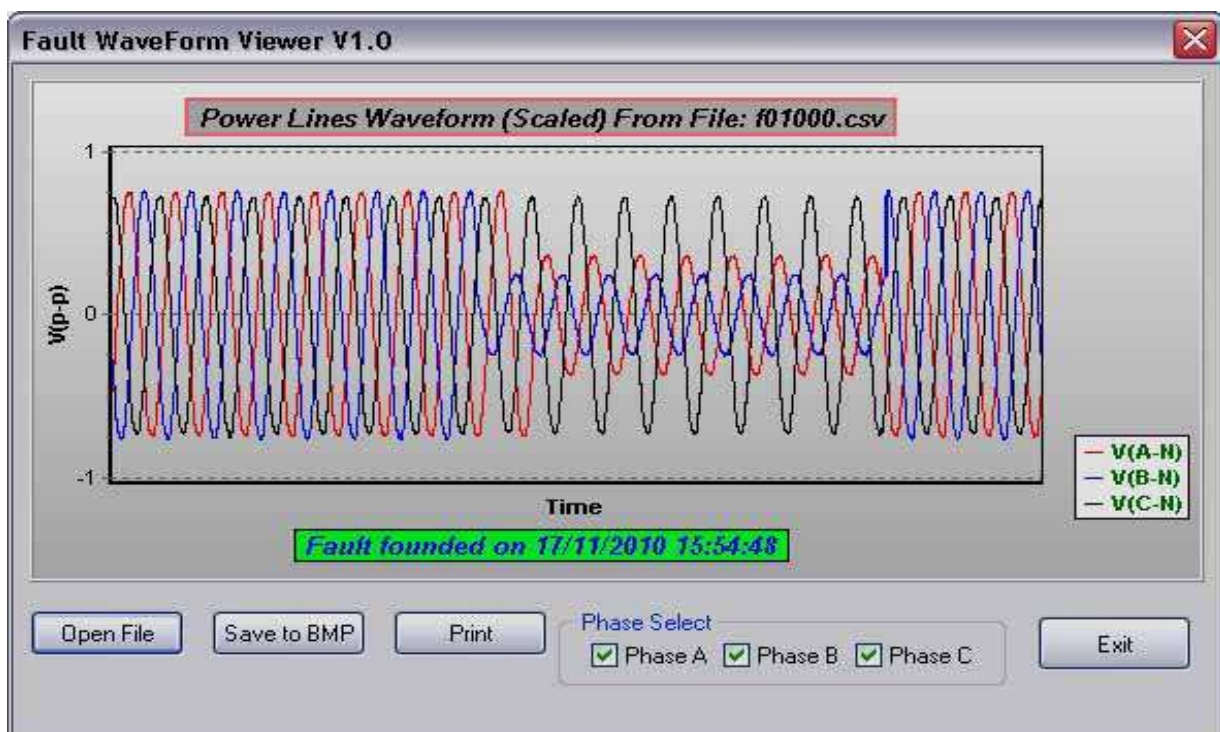 Fault WaveForm Viewer V1.0
Power Lines Waveform (Scaled) From File: f01000.csv
1
V(p-p)
0
-1
V(A-N)
V(B-N)
V(C-N)
Time
Fault founded on 17/11/2010 15:54:48
Open File
Save to BMP
Print
Phase Select
Phase A
Phase B
Phase C
Exit